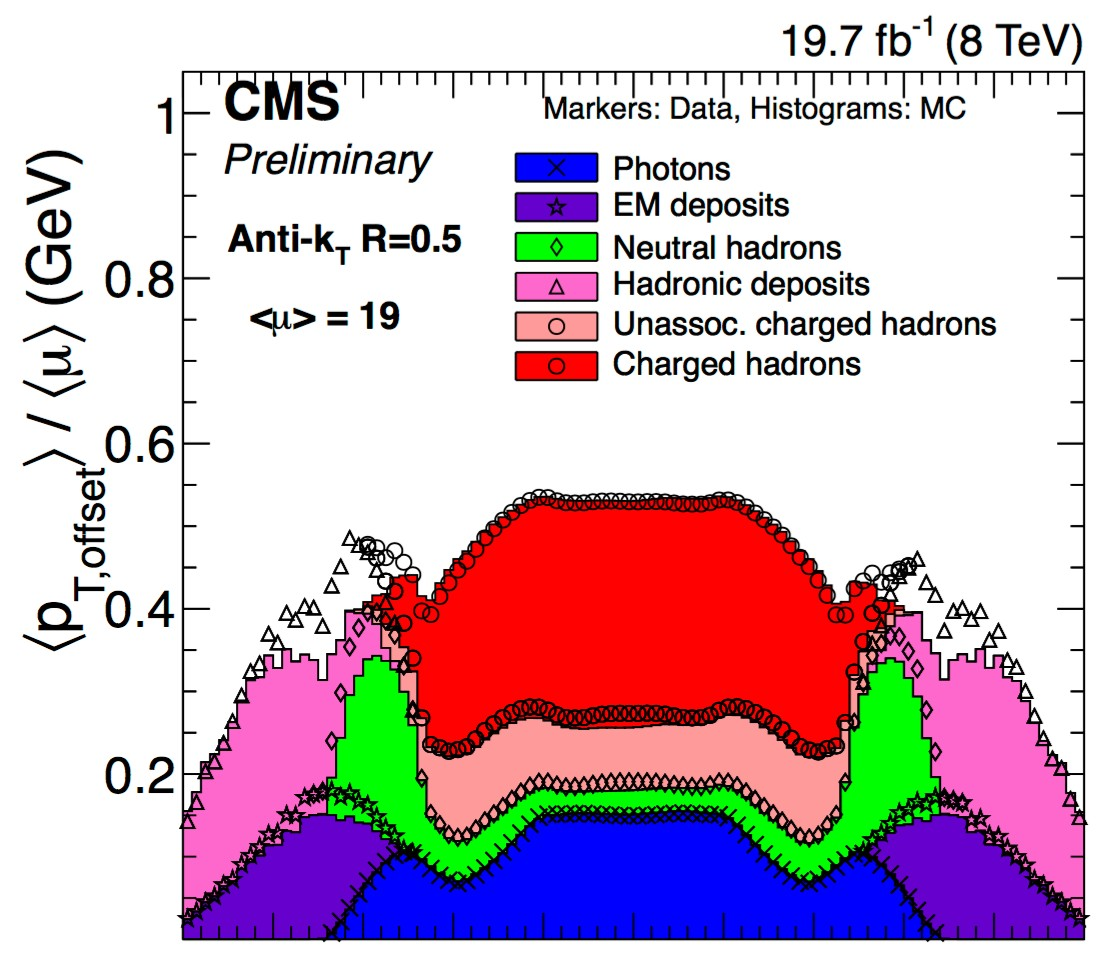 19.7 fb⁻¹ (8 TeV)
CMS
Preliminary
Anti-kT R=0.5
<μ> = 19
Markers: Data, Histograms: MC
Photons
EM deposits
Neutral hadrons
Hadronic deposits
Unassoc. charged hadrons
Charged hadrons
⟨pT,offset⟩ / ⟨μ⟩ (GeV)
1
0.8
0.6
0.4
0.2